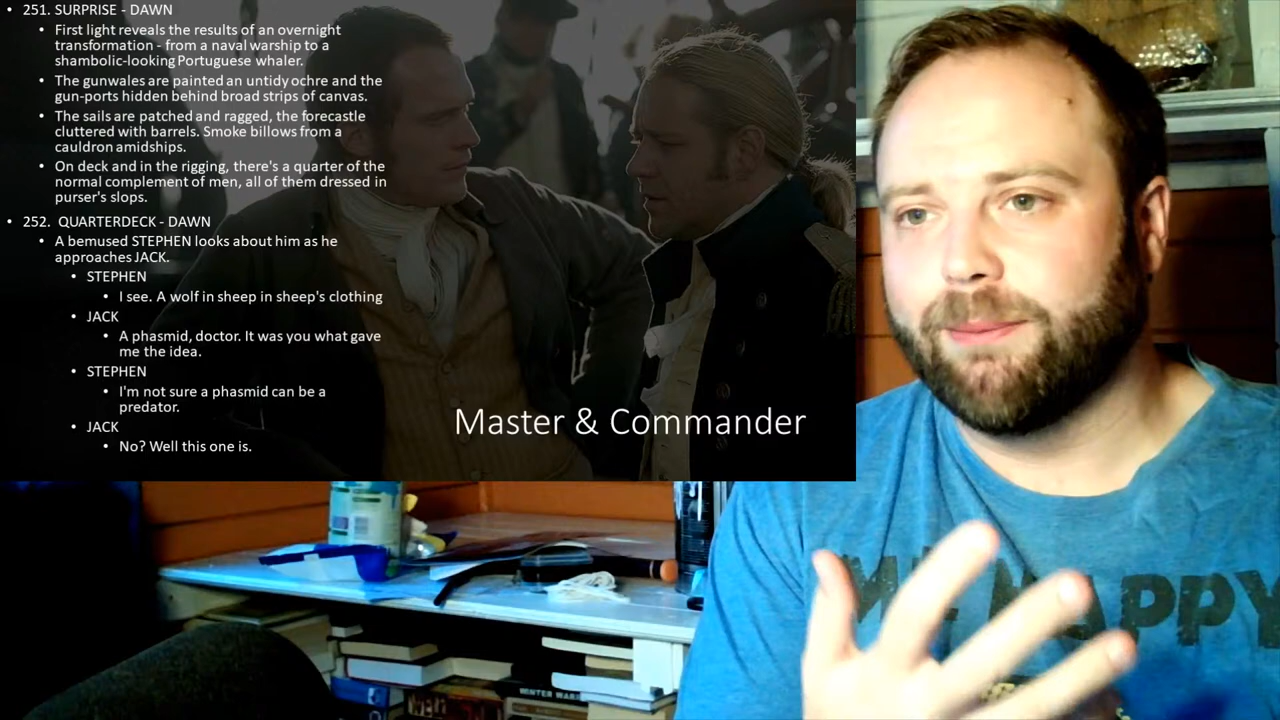 251. SURPRISE - DAWN
First light reveals the results of an overnight
transformation - from a naval warship to a
shambolic-looking Portuguese whaler.
The gunwales are painted an untidy ochre and the
gun-ports hidden behind broad strips of canvas.
The sails are patched and ragged, the forecastle
cluttered with barrels. Smoke billows from a
cauldron amidships.
On deck and in the rigging, there's a quarter of the
normal complement of men, all of them dressed in
purser's slops.
252. QUARTERDECK - DAWN
A bemused STEPHEN looks about him as he
approaches JACK.
STEPHEN
I see. A wolf in sheep in sheep's clothing
JACK
A phasmid, doctor. It was you what gave
me the idea.
STEPHEN
I'm not sure a phasmid can be a
predator.
JACK
No? Well this one is.
Master & Commander
HAPPY
WINTER WAR